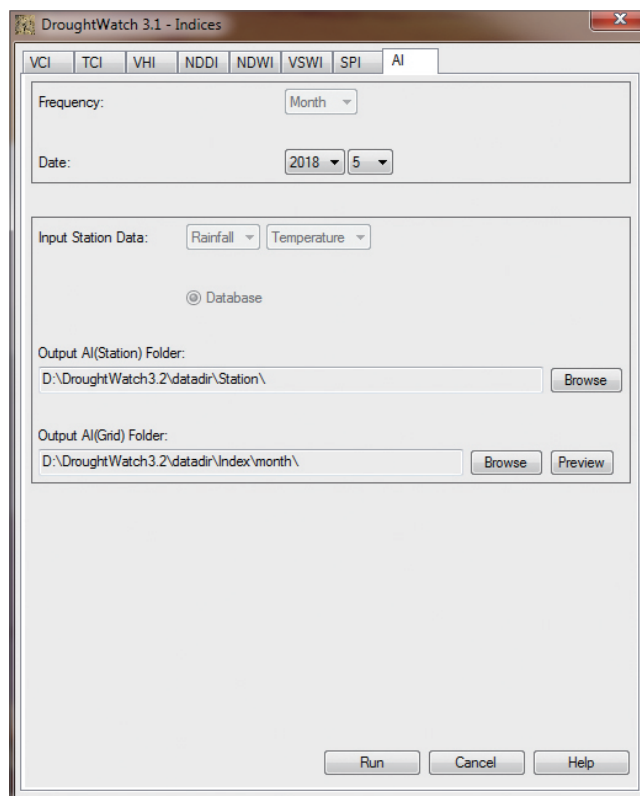 DroughtWatch 3.1 - Indices
VCI TCI VHI NDDI NDWI VSWI SPI AI
Frequency: Month
Date: 2018 5
Input Station Data: Rainfall Temperature
Database
Output AI(Station) Folder:
D:\DroughtWatch3.2\datadir\Station\ Browse
Output AI(Grid) Folder:
D:\DroughtWatch3.2\datadir\Index\month\ Browse Preview
Run Cancel Help